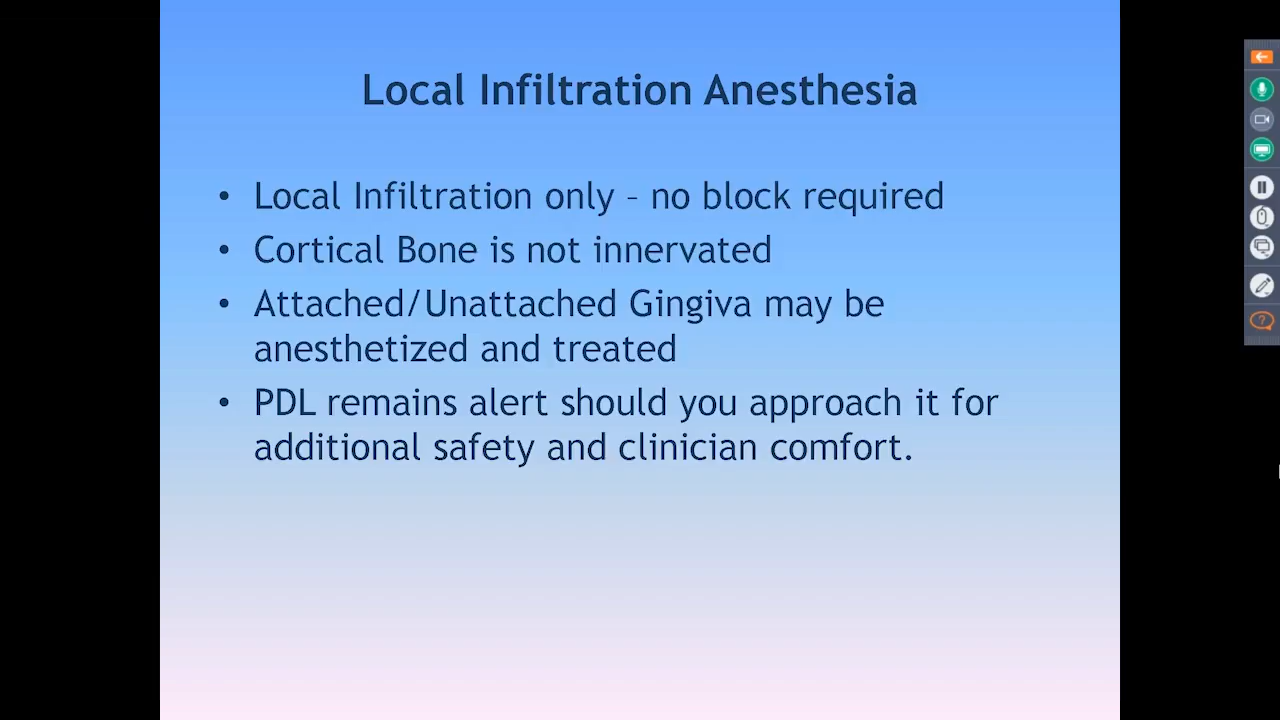 Local Infiltration Anesthesia
• Local Infiltration only – no block required
• Cortical Bone is not innervated
• Attached/Unattached Gingiva may be
anesthetized and treated
• PDL remains alert should you approach it for
additional safety and clinician comfort.